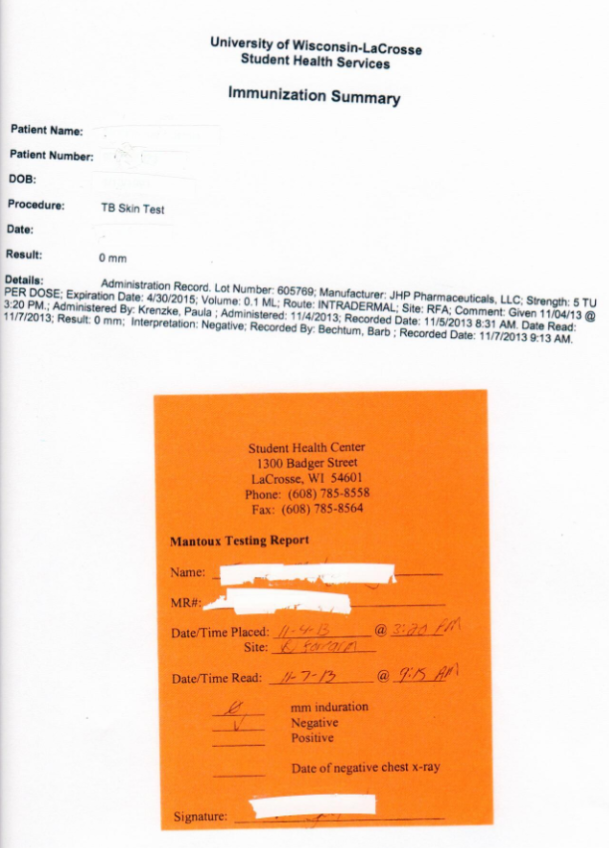 University of Wisconsin-LaCrosse
Student Health Services
Immunization Summary
Patient Name:
Patient Number:
DOB:
Procedure: TB Skin Test
Date:
Result: 0 mm
Details: Administration Record. Lot Number: 605769; Manufacturer: JHP Pharmaceuticals, LLC; Strength: 5 TU
PER DOSE; Expiration Date: 4/30/2015; Volume: 0.1 ML; Route: INTRADERMAL; Site: RFA; Comment: Given 11/04/13 @
3:20 PM.; Administered By: Krenzke, Paula ; Administered: 11/4/2013; Recorded Date: 11/5/2013 8:31 AM. Date Read:
11/7/2013; Result: 0 mm; Interpretation: Negative; Recorded By: Bechtum, Barb ; Recorded Date: 11/7/2013 9:13 AM.
Student Health Center
1300 Badger Street
LaCrosse, WI 54601
Phone: (608) 785-8558
Fax: (608) 785-8564
Mantoux Testing Report
Name:
MR#:
Date/Time Placed: 11-4-13 @ 3:20 PM
Site: R forearm
Date/Time Read: 11-7-13 @ 9:15 AM
0 mm induration
✓ Negative
Positive
Date of negative chest x-ray
Signature: